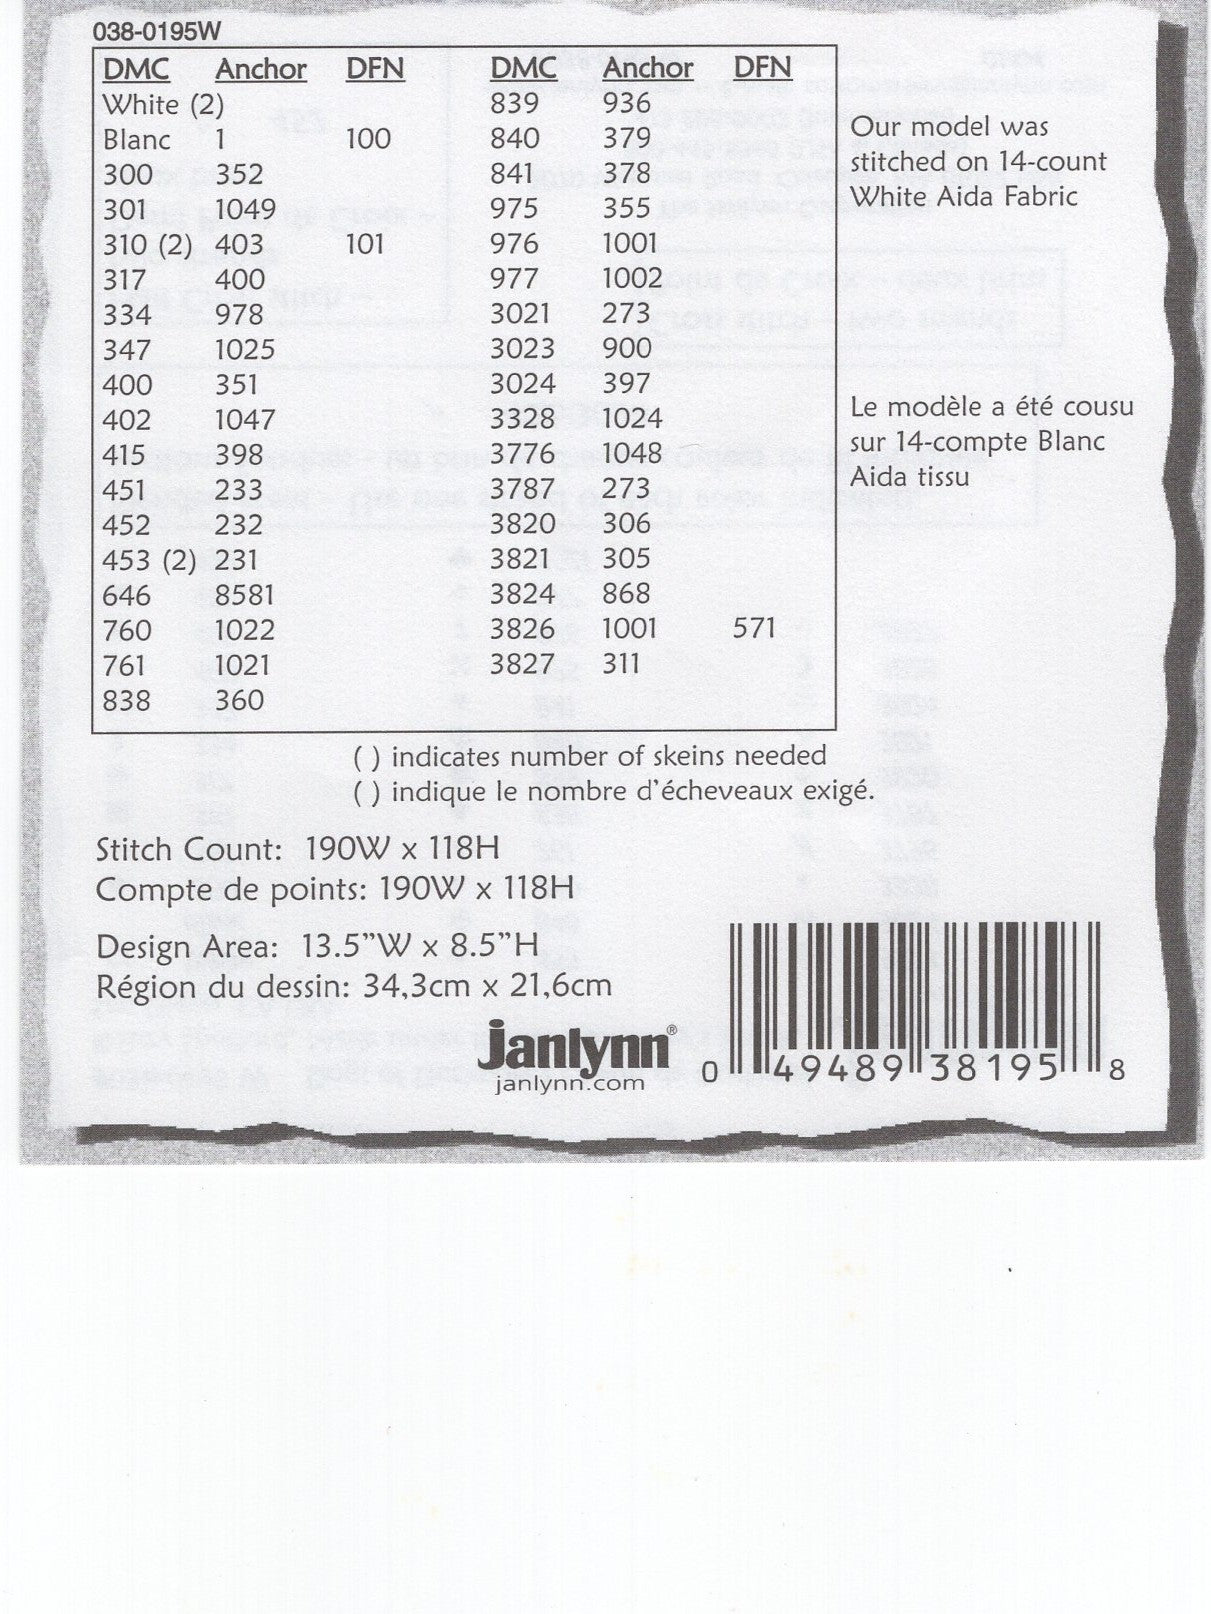 038-0195W
DMC Anchor DFN DMC Anchor DFN
White (2) 839 936
Blanc 1 100 840 379
300 352 841 378
301 1049 975 355
310 (2) 403 101 976 1001
317 400 977 1002
334 978 3021 273
347 1025 3023 900
400 351 3024 397
402 1047 3328 1024
415 398 3776 1048
451 233 3787 273
452 232 3820 306
453 (2) 231 3821 305
646 8581 3824 868
760 1022 3826 1001 571
761 1021 3827 311
838 360
Our model was
stitched on 14-count
White Aida Fabric
Le modèle a été cousu
sur 14-compte Blanc
Aida tissu
( ) indicates number of skeins needed
( ) indique le nombre d'écheveaux exigé.
Stitch Count: 190W x 118H
Compte de points: 190W x 118H
Design Area: 13.5”W x 8.5”H
Région du dessin: 34,3cm x 21,6cm
janlynn®
janlynn.com
0 49489 38195 8